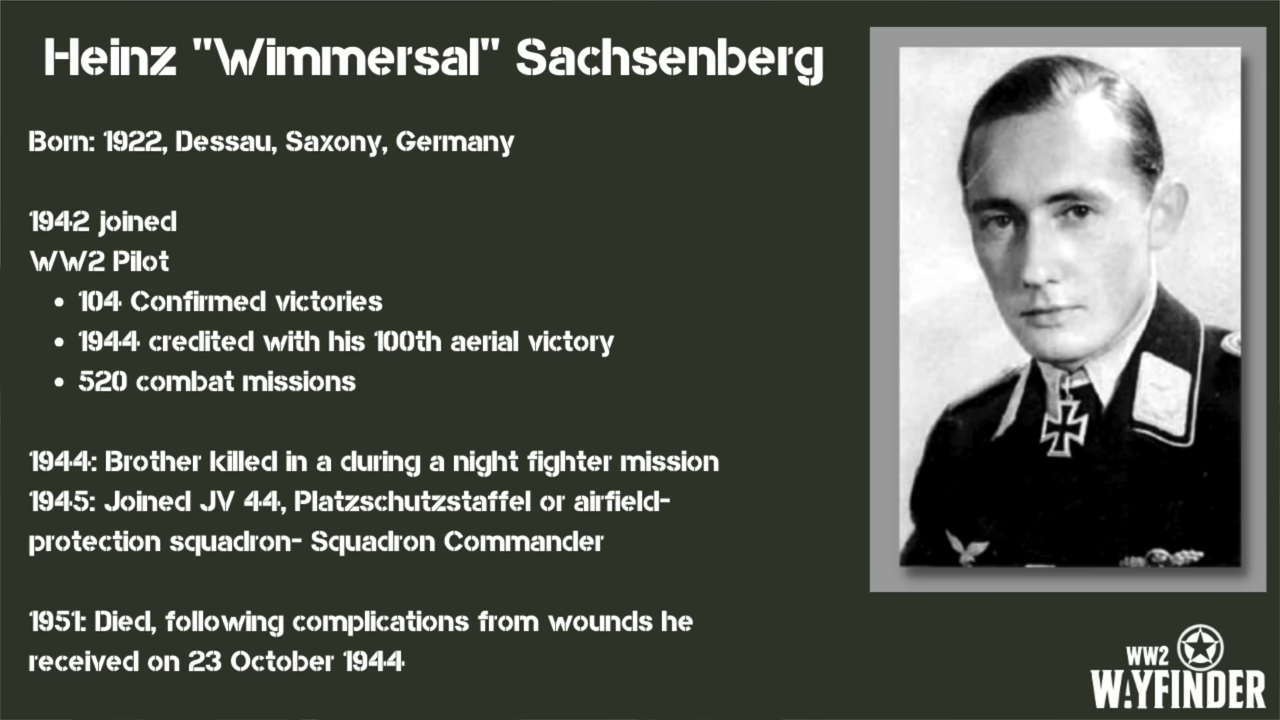 Heinz "Wimmersal" Sachsenberg
Born: 1922, Dessau, Saxony, Germany
1942 joined
WW2 Pilot
• 104 Confirmed victories
• 1944 credited with his 100th aerial victory
• 520 combat missions
1944: Brother killed in a during a night fighter mission
1945: Joined JV 44, Platzschutzstaffel or airfield-
protection squadron- Squadron Commander
1951: Died, following complications from wounds he
received on 23 October 1944
WW2
WAYFINDER